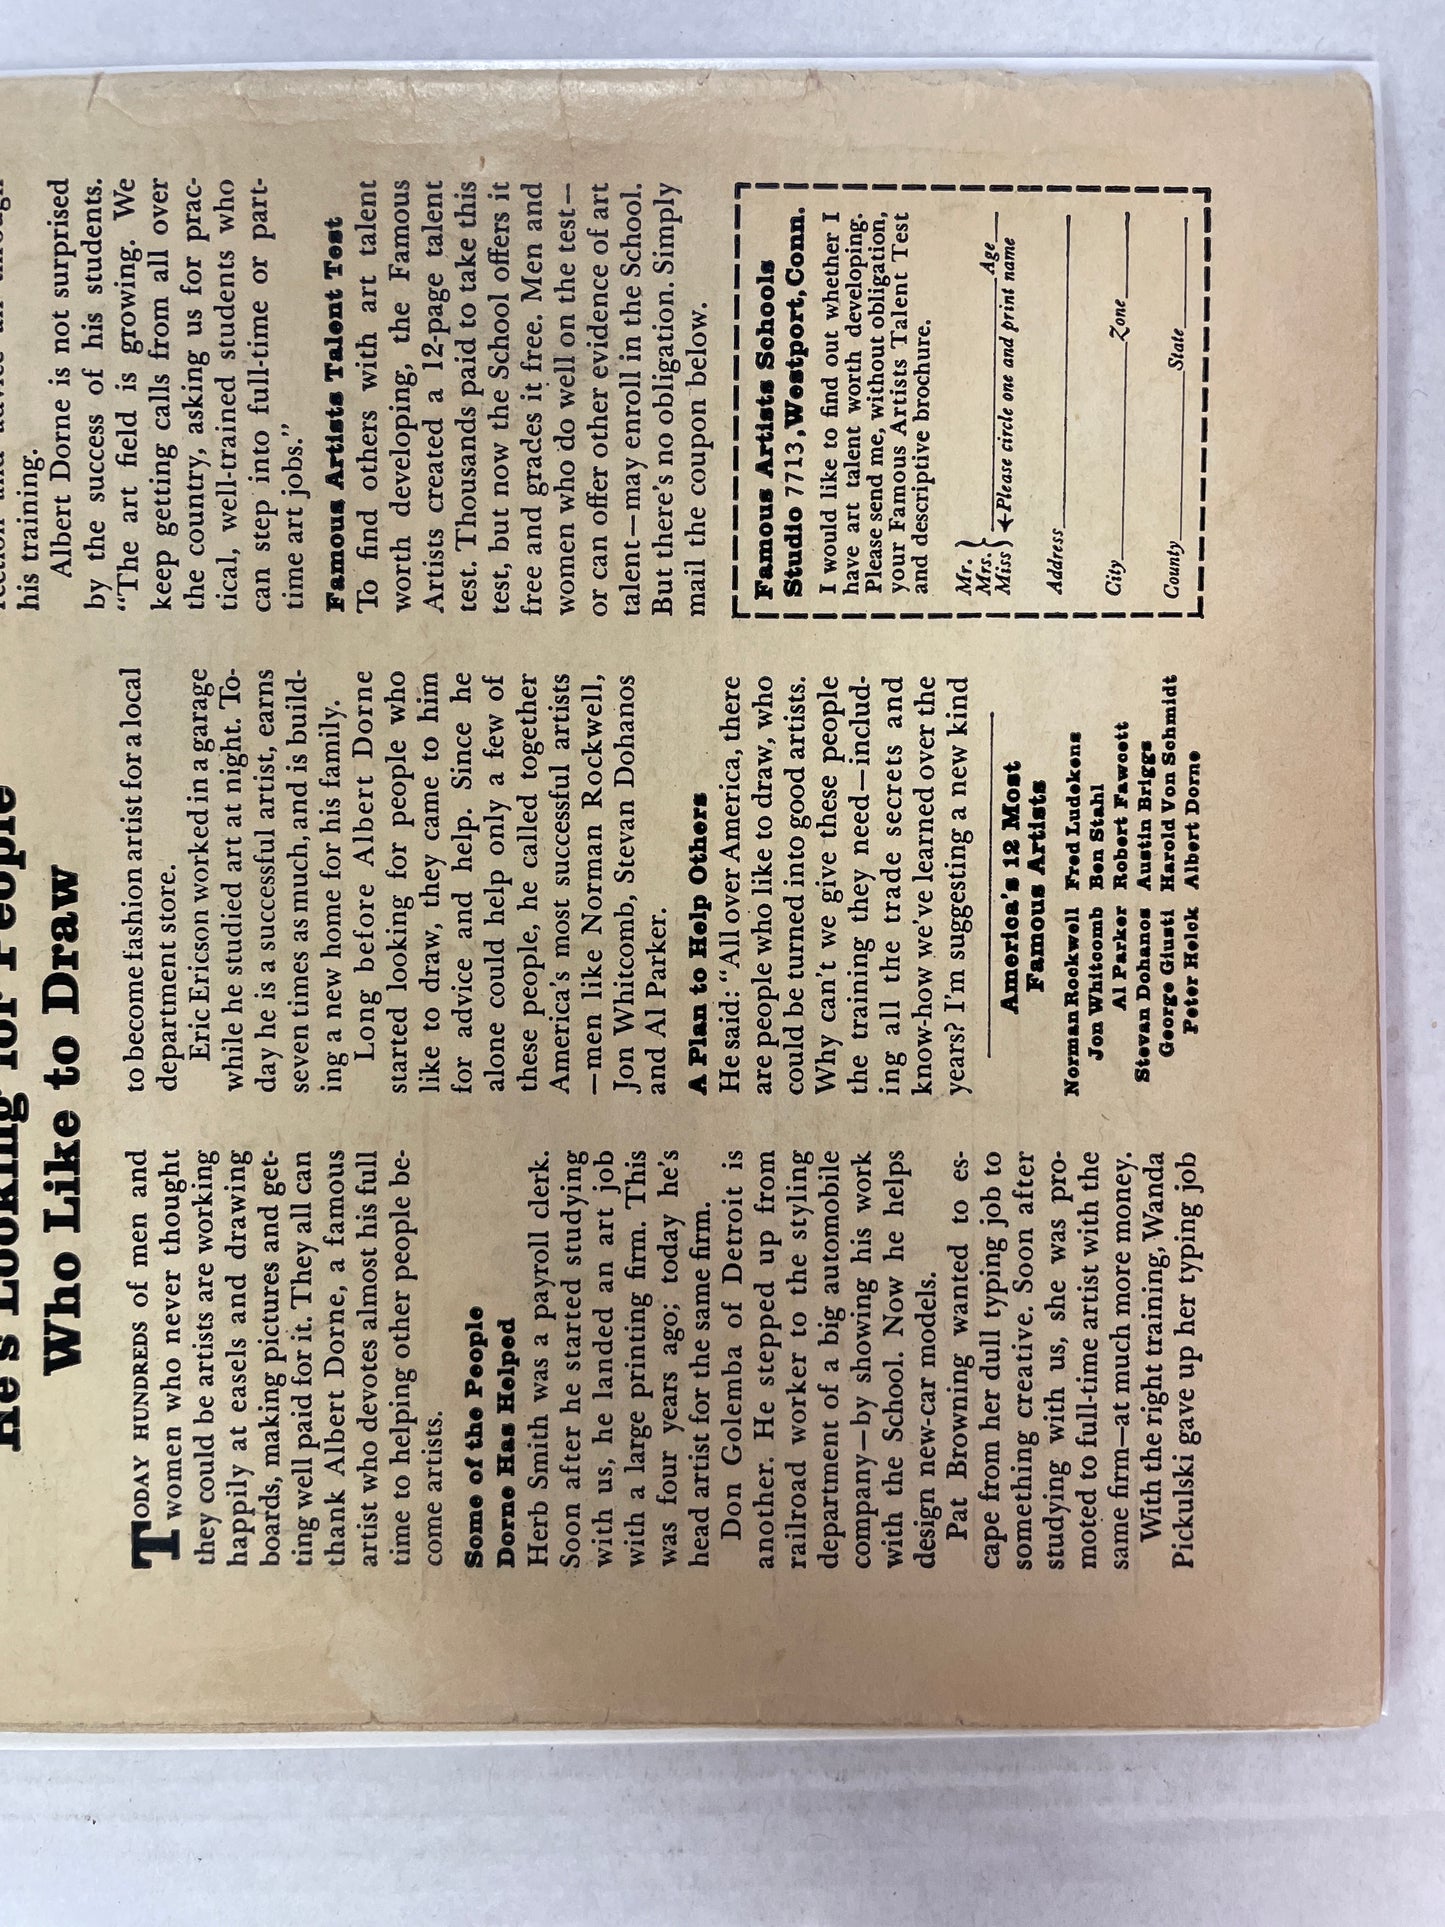 He's Looking for People
Who Like to Draw
TODAY HUNDREDS of men and
women who never thought
they could be artists are working
happily at easels and drawing
boards, making pictures and get-
ting well paid for it. They all can
thank Albert Dorne, a famous
artist who devotes almost his full
time to helping other people be-
come artists.
Some of the People
Dorne Has Helped
Herb Smith was a payroll clerk.
Soon after he started studying
with us, he landed an art job
with a large printing firm. This
was four years ago; today he's
head artist for the same firm.
Don Golemba of Detroit is
another. He stepped up from
railroad worker to the styling
department of a big automobile
company—by showing his work
with the School. Now he helps
design new-car models.
Pat Browning wanted to es-
cape from her dull typing job to
something creative. Soon after
studying with us, she was pro-
moted to full-time artist with the
same firm—at much more money.
With the right training, Wanda
Pickulski gave up her typing job
to become fashion artist for a local
department store.
Eric Ericson worked in a garage
while he studied art at night. To-
day he is a successful artist, earns
seven times as much, and is build-
ing a new home for his family.
Long before Albert Dorne
started looking for people who
like to draw, they came to him
for advice and help. Since he
alone could help only a few of
these people, he called together
America's most successful artists
—men like Norman Rockwell,
Jon Whitcomb, Stevan Dohanos
and Al Parker.
A Plan to Help Others
He said: "All over America, there
are people who like to draw, who
could be turned into good artists.
Why can't we give these people
the training they need—includ-
ing all the trade secrets and
know-how we've learned over the
years? I'm suggesting a new kind
America's 12 Most
Famous Artists
Norman Rockwell Fred Ludekens
Jon Whitcomb Ben Stahl
Al Parker Robert Fawcett
Stevan Dohanos Austin Briggs
George Giusti Harold Von Schmidt
Peter Helck Albert Dorne
his training.
Albert Dorne is not surprised
by the success of his students.
"The art field is growing. We
keep getting calls from all over
the country, asking us for prac-
tical, well-trained students who
can step into full-time or part-
time art jobs."
Famous Artists Talent Test
To find others with art talent
worth developing, the Famous
Artists created a 12-page talent
test. Thousands paid to take this
test, but now the School offers it
free and grades it free. Men and
women who do well on the test—
or can offer other evidence of art
talent—may enroll in the School.
But there's no obligation. Simply
mail the coupon below.
Famous Artists Schools
Studio 7713, Westport, Conn.
I would like to find out whether I
have art talent worth developing.
Please send me, without obligation,
your Famous Artists Talent Test
and descriptive brochure.
Mr.
Mrs. Age
Miss ←Please circle one and print name
Address
City Zone
County State